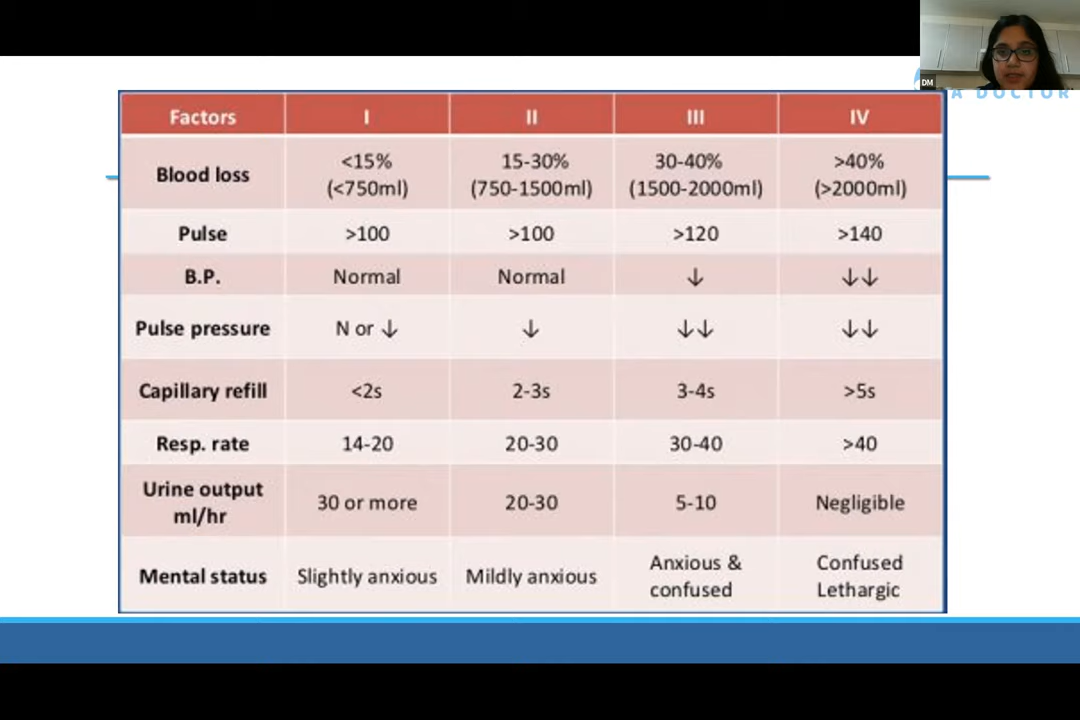 DM
A DOCTOR
Factors I II III IV
Blood loss <15% (<750ml) 15-30% (750-1500ml) 30-40% (1500-2000ml) >40% (>2000ml)
Pulse >100 >100 >120 >140
B.P. Normal Normal ↓ ↓↓
Pulse pressure N or ↓ ↓ ↓↓ ↓↓
Capillary refill <2s 2-3s 3-4s >5s
Resp. rate 14-20 20-30 30-40 >40
Urine output ml/hr 30 or more 20-30 5-10 Negligible
Mental status Slightly anxious Mildly anxious Anxious & confused Confused Lethargic